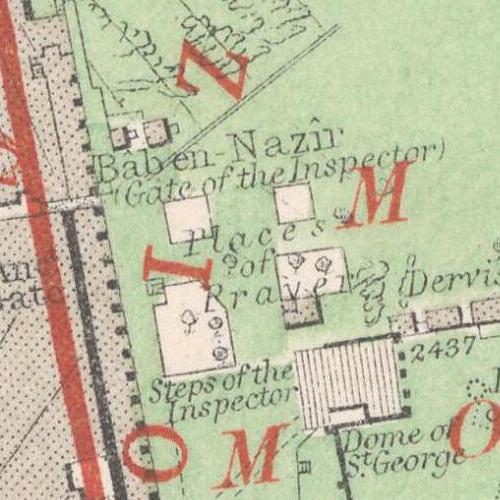 Z
Bâb en-Nazîr
(Gate of the Inspector)
M
Places
I
of
Prayer
Dervis
2437
Steps of the
Inspector
Dome of
St. George
O
O M